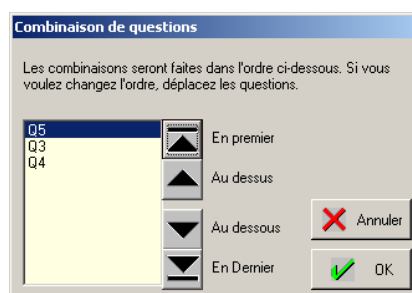 Combinaison de questions
Les combinaisons seront faites dans l'ordre ci-dessous. Si vous
voulez changez l'ordre, déplacez les questions.
Q5
Q3
Q4
En premier
Au dessus
Au dessous
En Dernier
Annuler
OK